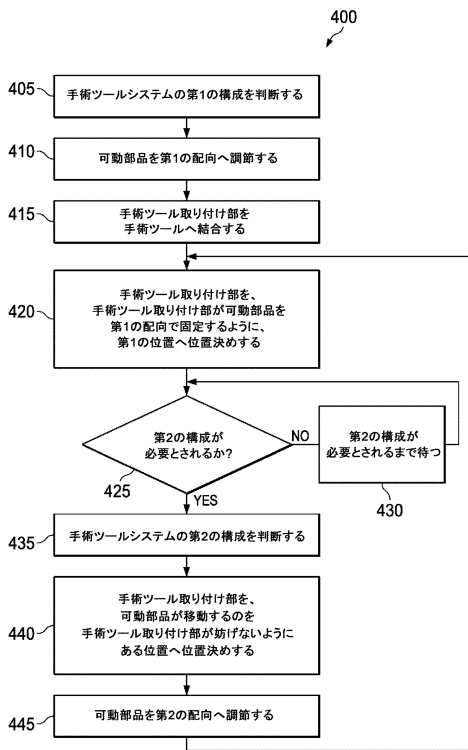 400
405
手術ツールシステムの第1の構成を判断する
410
可動部品を第1の配向へ調節する
415
手術ツール取り付け部を
手術ツールへ結合する
420
手術ツール取り付け部を、
手術ツール取り付け部が可動部品を
第1の配向で固定するように、
第1の位置へ位置決めする
第2の構成が
必要とされるか?
425
NO
YES
第2の構成が
必要とされるまで待つ
430
435
手術ツールシステムの第2の構成を判断する
440
手術ツール取り付け部を、
可動部品が移動するのを
手術ツール取り付け部が妨げないように
ある位置へ位置決めする
445
可動部品を第2の配向へ調節する